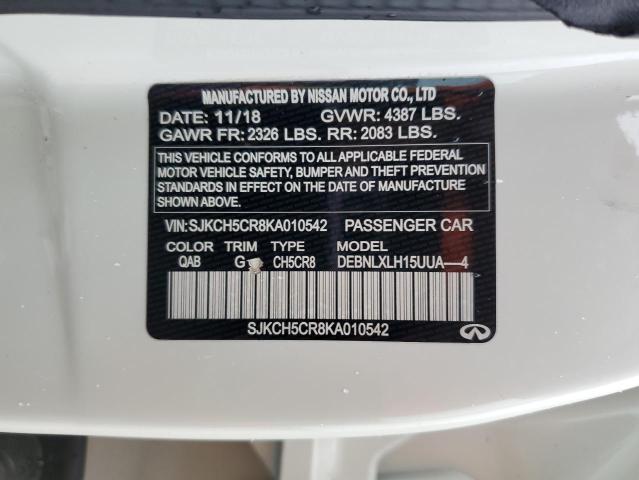 MANUFACTURED BY NISSAN MOTOR CO., LTD
DATE: 11/18 GVWR: 4387 LBS.
GAWR FR: 2326 LBS. RR: 2083 LBS.
THIS VEHICLE CONFORMS TO ALL APPLICABLE FEDERAL
MOTOR VEHICLE SAFETY, BUMPER AND THEFT PREVENTION
STANDARDS IN EFFECT ON THE DATE OF MANUFACTURE
SHOWN ABOVE.
VIN: SJKCH5CR8KA010542 PASSENGER CAR
COLOR TRIM TYPE MODEL
QAB G CH5CR8 DEBNLXLH15UUA—4
SJKCH5CR8KA010542